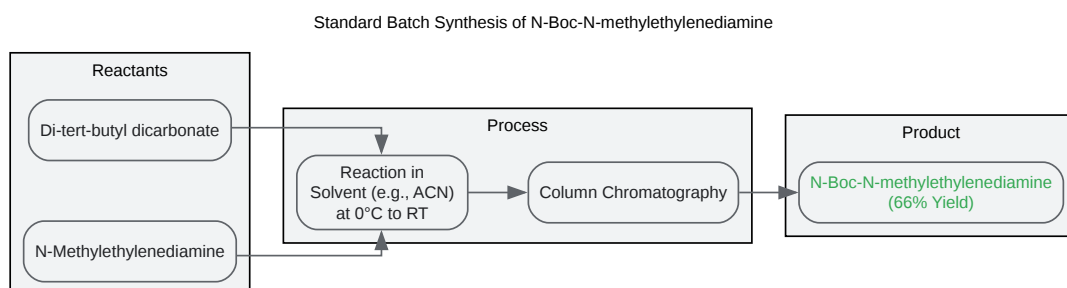 Standard Batch Synthesis of N-Boc-N-methylethylenediamine
Reactants
Di-tert-butyl dicarbonate
N-Methylethylenediamine
Process
Reaction in
Solvent (e.g., ACN)
at 0°C to RT
Column Chromatography
Product
N-Boc-N-methylethylenediamine
(66% Yield)